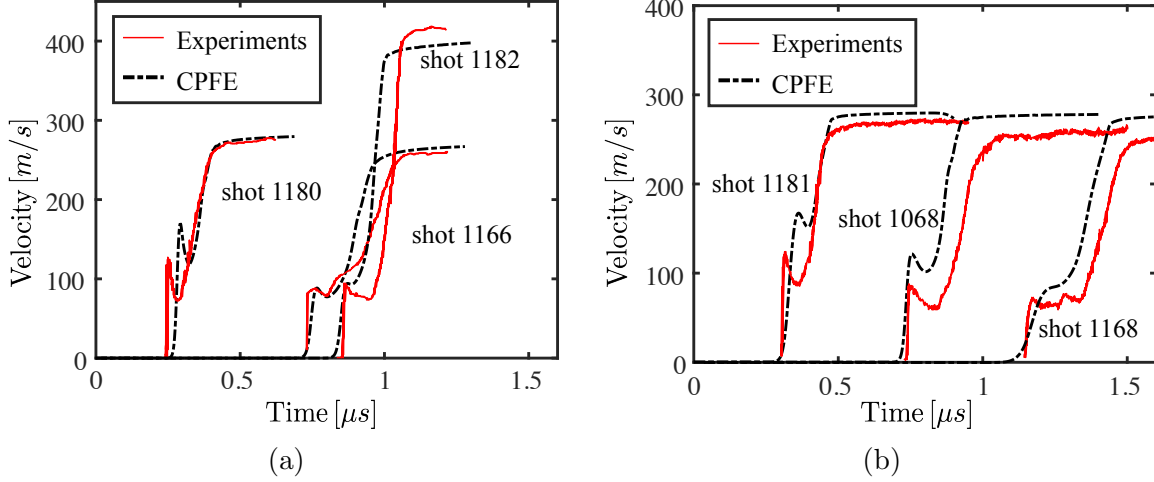 Experiments
CPFE
shot 1182
shot 1180
shot 1166
400
300
200
100
0
Velocity [m/s]
0
0.5
1
1.5
Time [μs]
(a)
Experiments
CPFE
shot 1181
shot 1068
shot 1168
400
300
200
100
0
Velocity [m/s]
0
0.5
1
1.5
Time [μs]
(b)